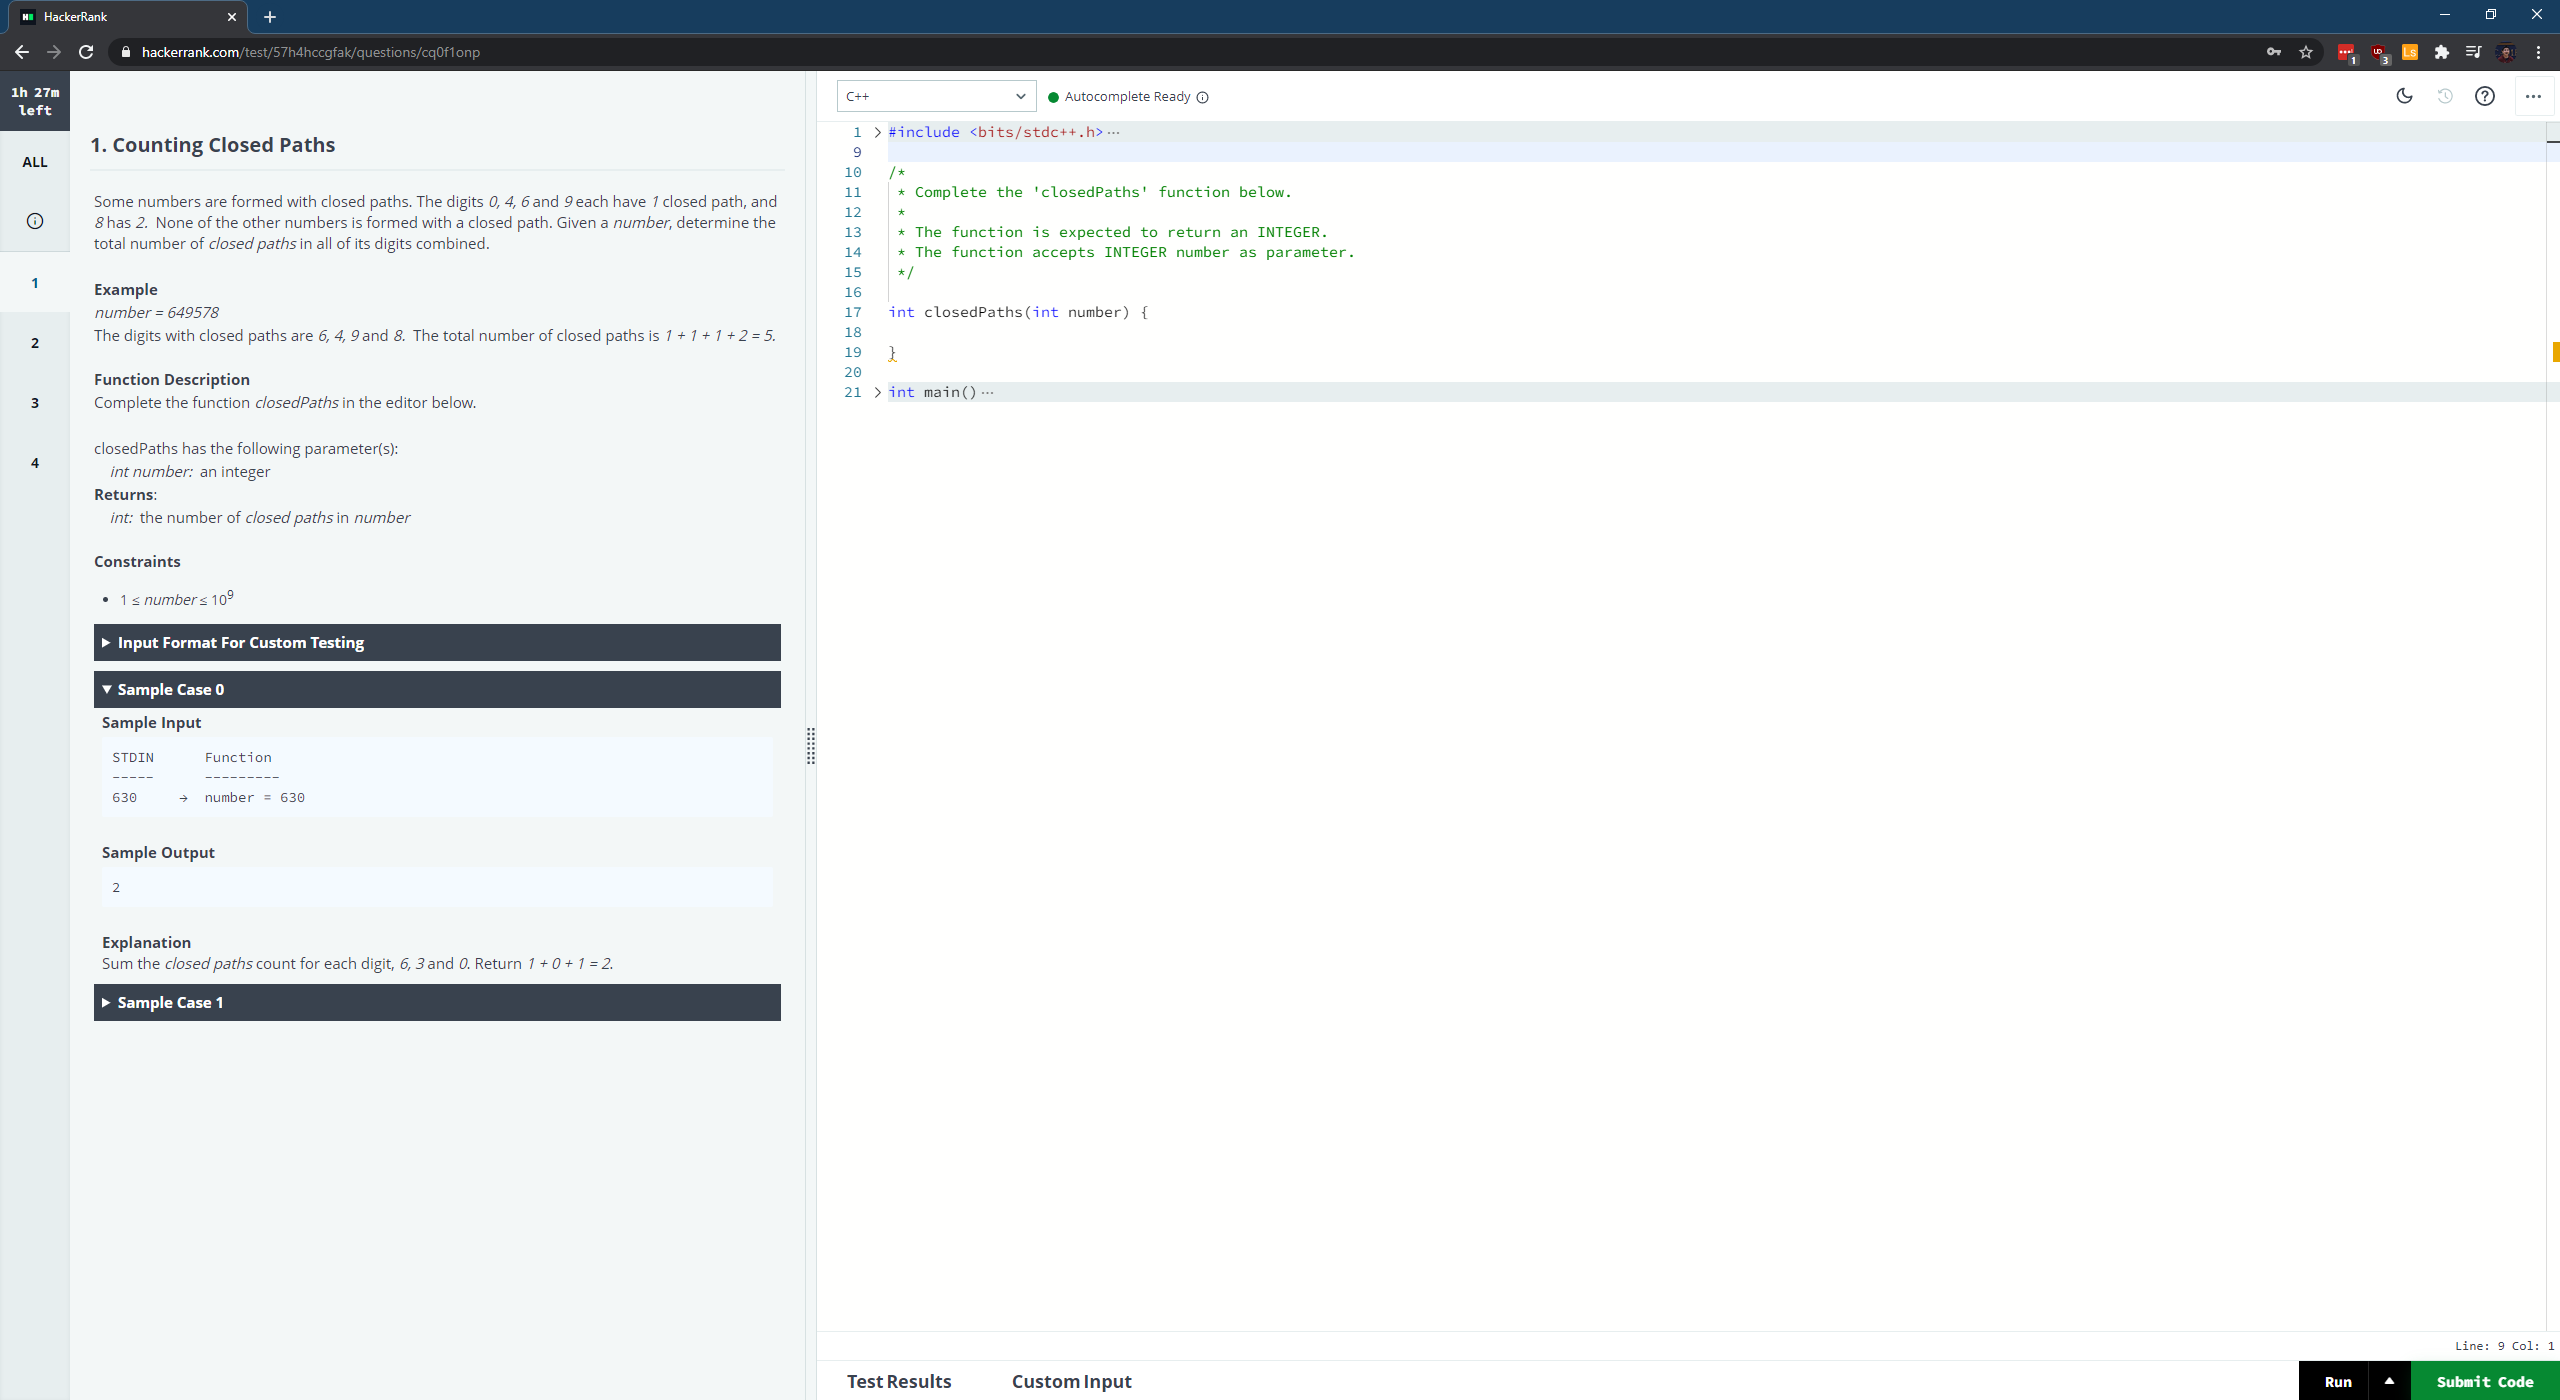 HackerRank
hackerrank.com/test/57h4hccgfak/questions/cq0f1onp
1
3
LS
1h 27m
left
ALL
1
2
3
4
1. Counting Closed Paths
Some numbers are formed with closed paths. The digits 0, 4, 6 and 9 each have 1 closed path, and
8 has 2. None of the other numbers is formed with a closed path. Given a number, determine the
total number of closed paths in all of its digits combined.
Example
number = 649578
The digits with closed paths are 6, 4, 9 and 8. The total number of closed paths is 1 + 1 + 1 + 2 = 5.
Function Description
Complete the function closedPaths in the editor below.
closedPaths has the following parameter(s):
int number: an integer
Returns:
int: the number of closed paths in number
Constraints
• 1 ≤ number ≤ 10⁹
▶ Input Format For Custom Testing
▼ Sample Case 0
Sample Input
STDIN Function
----- ---------
630 → number = 630
Sample Output
2
Explanation
Sum the closed paths count for each digit, 6, 3 and 0. Return 1 + 0 + 1 = 2.
▶ Sample Case 1
C++
Autocomplete Ready
1 > #include <bits/stdc++.h> ···
9
10 /*
11 * Complete the 'closedPaths' function below.
12 *
13 * The function is expected to return an INTEGER.
14 * The function accepts INTEGER number as parameter.
15 */
16
17 int closedPaths(int number) {
18
19 }
20
21 > int main() ···
Line: 9 Col: 1
Test Results
Custom Input
Run
Submit Code